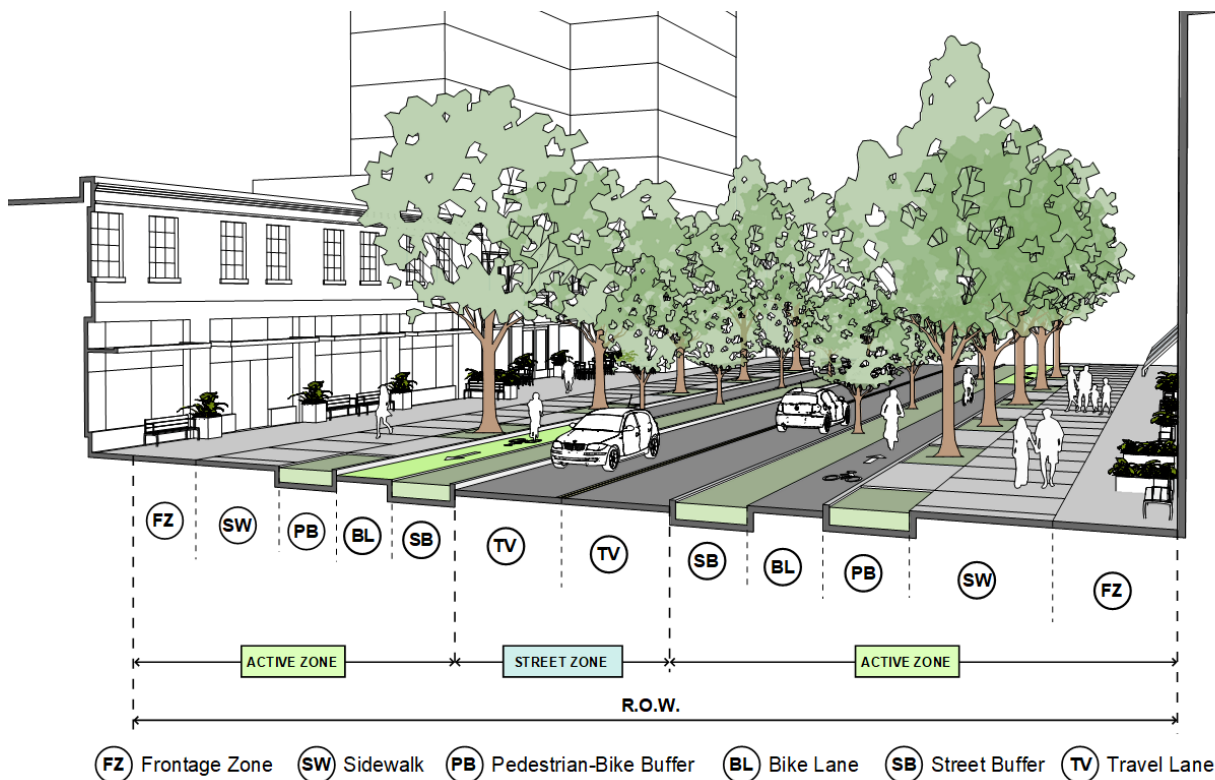 FZ SW PB BL SB TV TV SB BL PB SW FZ
ACTIVE ZONE STREET ZONE ACTIVE ZONE
R.O.W.
FZ Frontage Zone SW Sidewalk PB Pedestrian-Bike Buffer BL Bike Lane SB Street Buffer TV Travel Lane